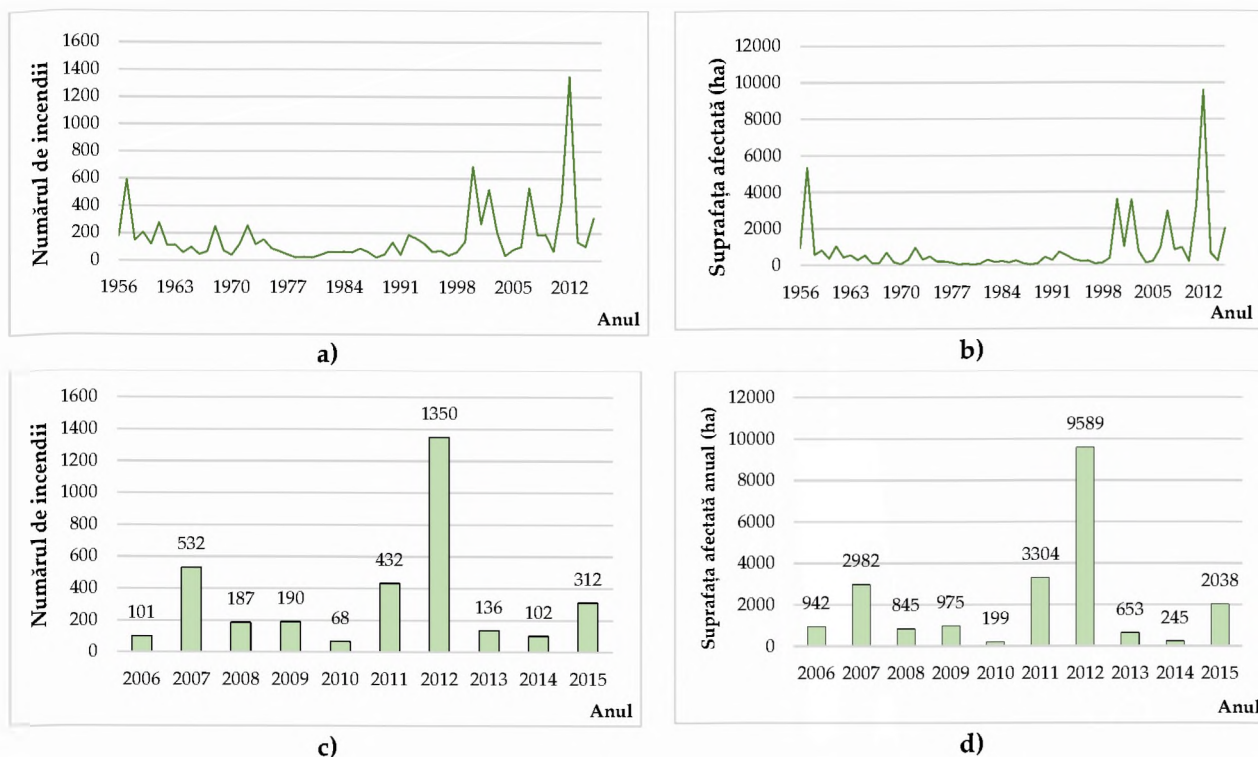 Numărul de incendii
1600
1400
1200
1000
800
600
400
200
0
1956 1963 1970 1977 1984 1991 1998 2005 2012
Anul
a)
Suprafața afectată (ha)
12000
10000
8000
6000
4000
2000
0
1956 1963 1970 1977 1984 1991 1998 2005 2012
Anul
b)
Numărul de incendii
1600
1400
1200
1000
800
600
400
200
0
101 532 187 190 68 432 1350 136 102 312
2006 2007 2008 2009 2010 2011 2012 2013 2014 2015
Anul
c)
Suprafața afectată anual (ha)
12000
10000
8000
6000
4000
2000
0
942 2982 845 975 199 3304 9589 653 245 2038
2006 2007 2008 2009 2010 2011 2012 2013 2014 2015
Anul
d)